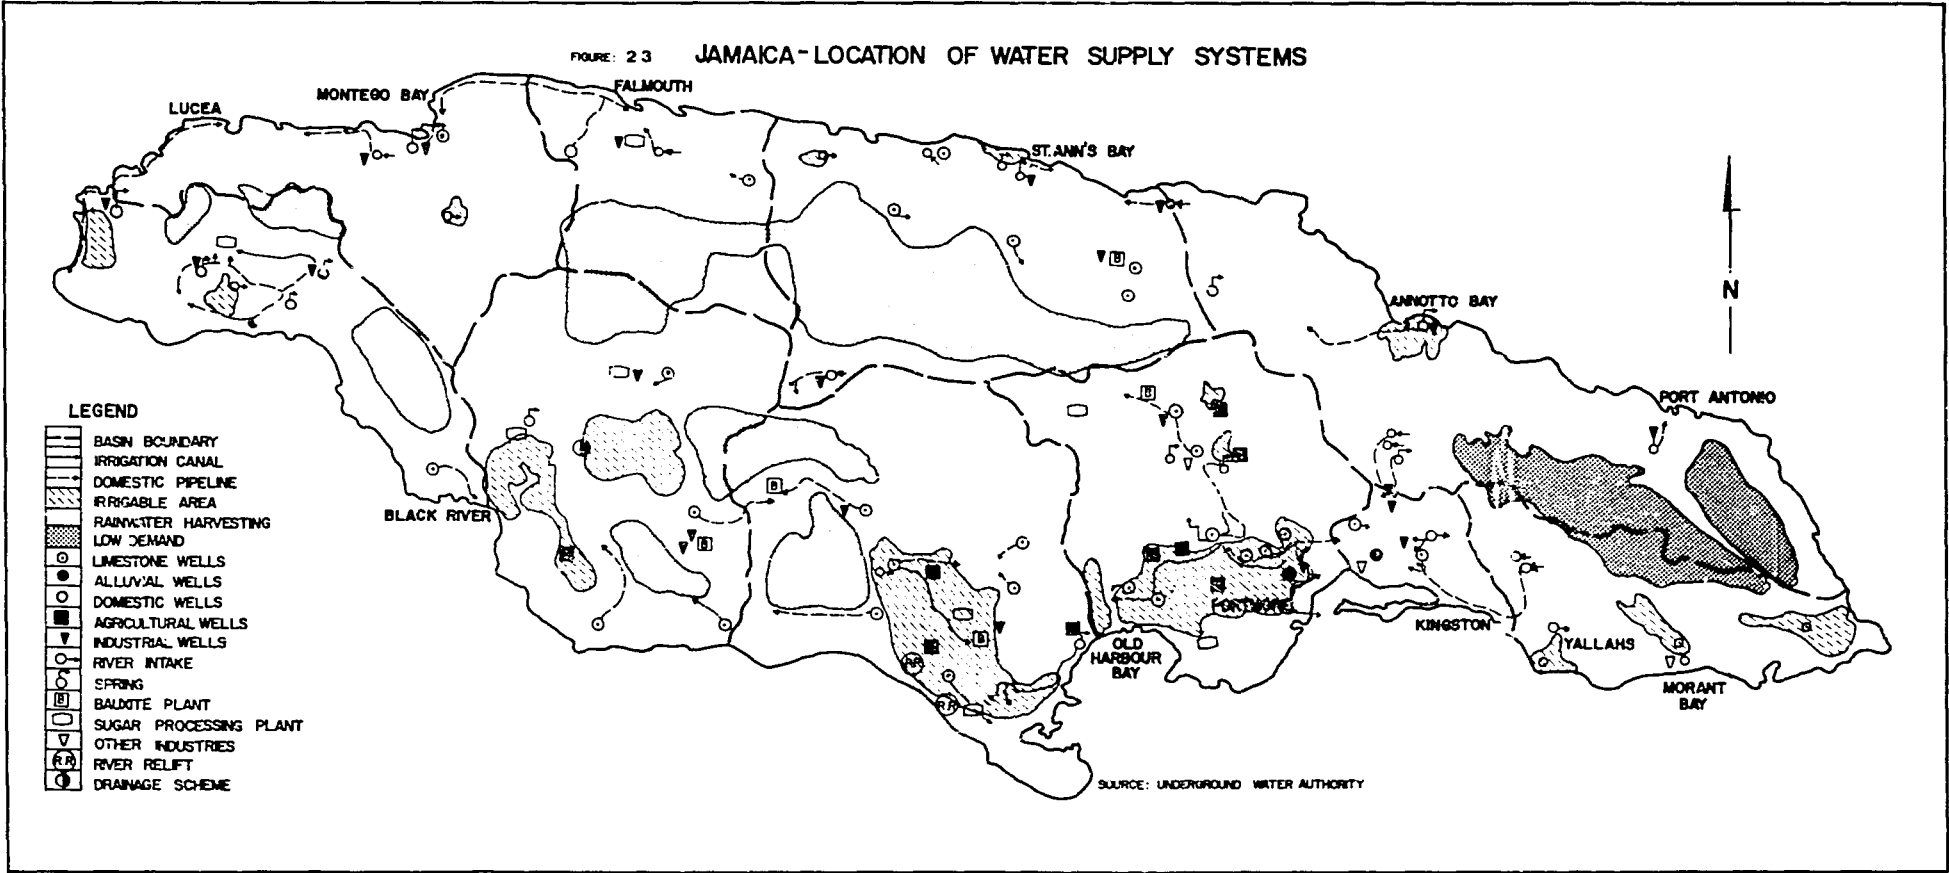 FIGURE: 23 JAMAICA-LOCATION OF WATER SUPPLY SYSTEMS
FALMOUTH
MONTEGO BAY
LUCEA
ST. ANN'S BAY
ANNOTTO BAY
N
PORT ANTONIO
BLACK RIVER
PORTMORE
KINGSTON
OLD
HARBOUR
BAY
YALLAHS
MORANT
BAY
LEGEND
BASIN BOUNDARY
IRRIGATION CANAL
DOMESTIC PIPELINE
IRRIGABLE AREA
RAINWATER HARVESTING
LOW DEMAND
LIMESTONE WELLS
ALLUVIAL WELLS
DOMESTIC WELLS
AGRICULTURAL WELLS
INDUSTRIAL WELLS
RIVER INTAKE
SPRING
B BAUXITE PLANT
SUGAR PROCESSING PLANT
OTHER INDUSTRIES
R.R RIVER RELIFT
DRAINAGE SCHEME
B
B
B
B
B
RR
RR
SOURCE: UNDERGROUND WATER AUTHORITY